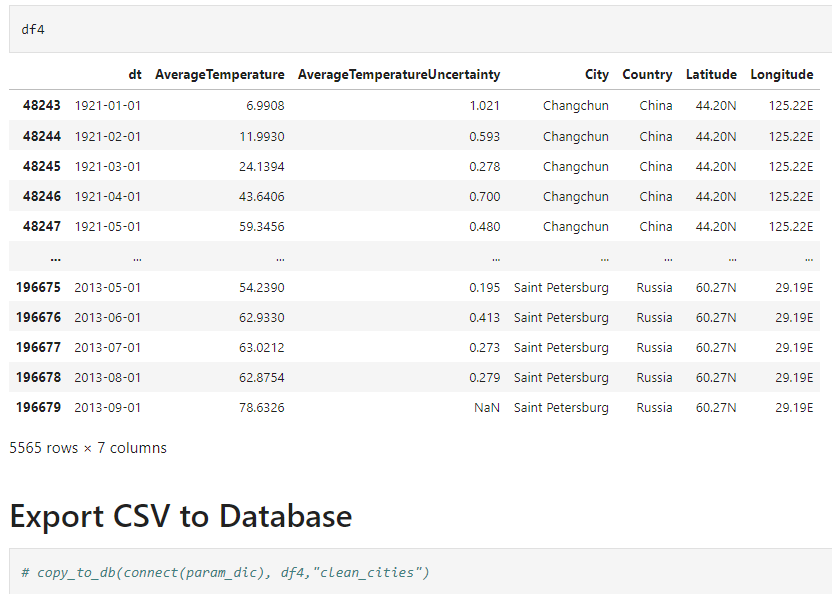 df4
dt AverageTemperature AverageTemperatureUncertainty City Country Latitude Longitude
48243 1921-01-01 6.9908 1.021 Changchun China 44.20N 125.22E
48244 1921-02-01 11.9930 0.593 Changchun China 44.20N 125.22E
48245 1921-03-01 24.1394 0.278 Changchun China 44.20N 125.22E
48246 1921-04-01 43.6406 0.700 Changchun China 44.20N 125.22E
48247 1921-05-01 59.3456 0.480 Changchun China 44.20N 125.22E
... ... ... ... ... ... ... ...
196675 2013-05-01 54.2390 0.195 Saint Petersburg Russia 60.27N 29.19E
196676 2013-06-01 62.9330 0.413 Saint Petersburg Russia 60.27N 29.19E
196677 2013-07-01 63.0212 0.273 Saint Petersburg Russia 60.27N 29.19E
196678 2013-08-01 62.8754 0.279 Saint Petersburg Russia 60.27N 29.19E
196679 2013-09-01 78.6326 NaN Saint Petersburg Russia 60.27N 29.19E
5565 rows × 7 columns
Export CSV to Database
# copy_to_db(connect(param_dic), df4,"clean_cities")